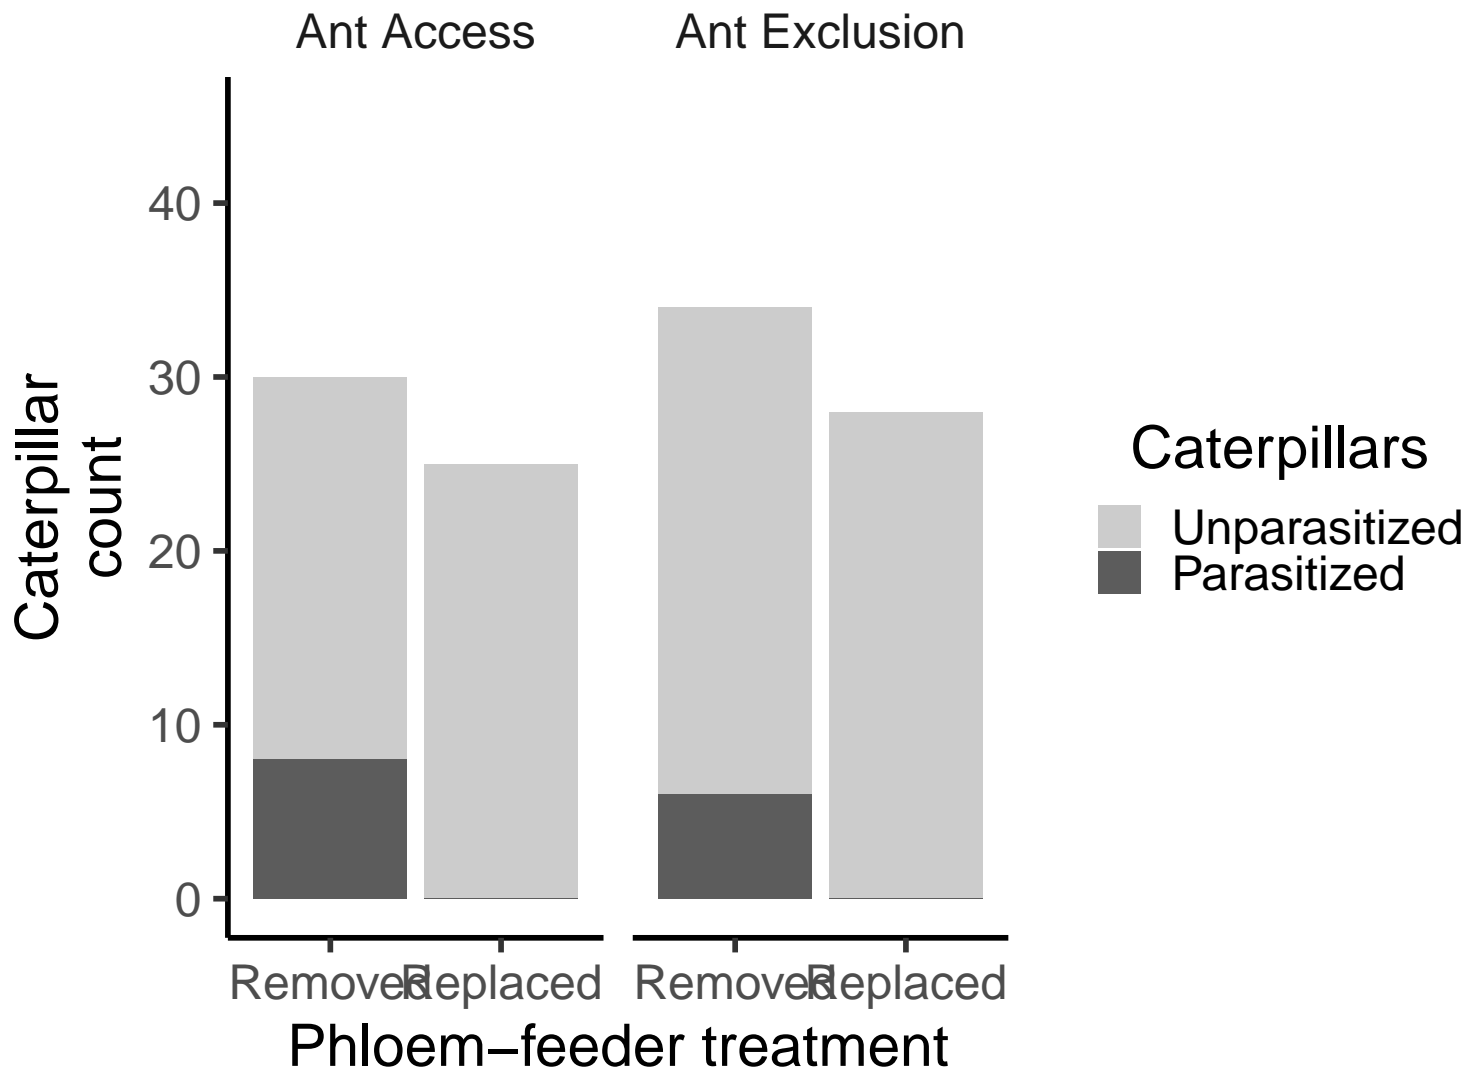 Ant Access
Ant Exclusion
40
30
20
10
0
Caterpillar
count
Removed
Replaced
Removed
Replaced
Phloem−feeder treatment
Caterpillars
Unparasitized
Parasitized